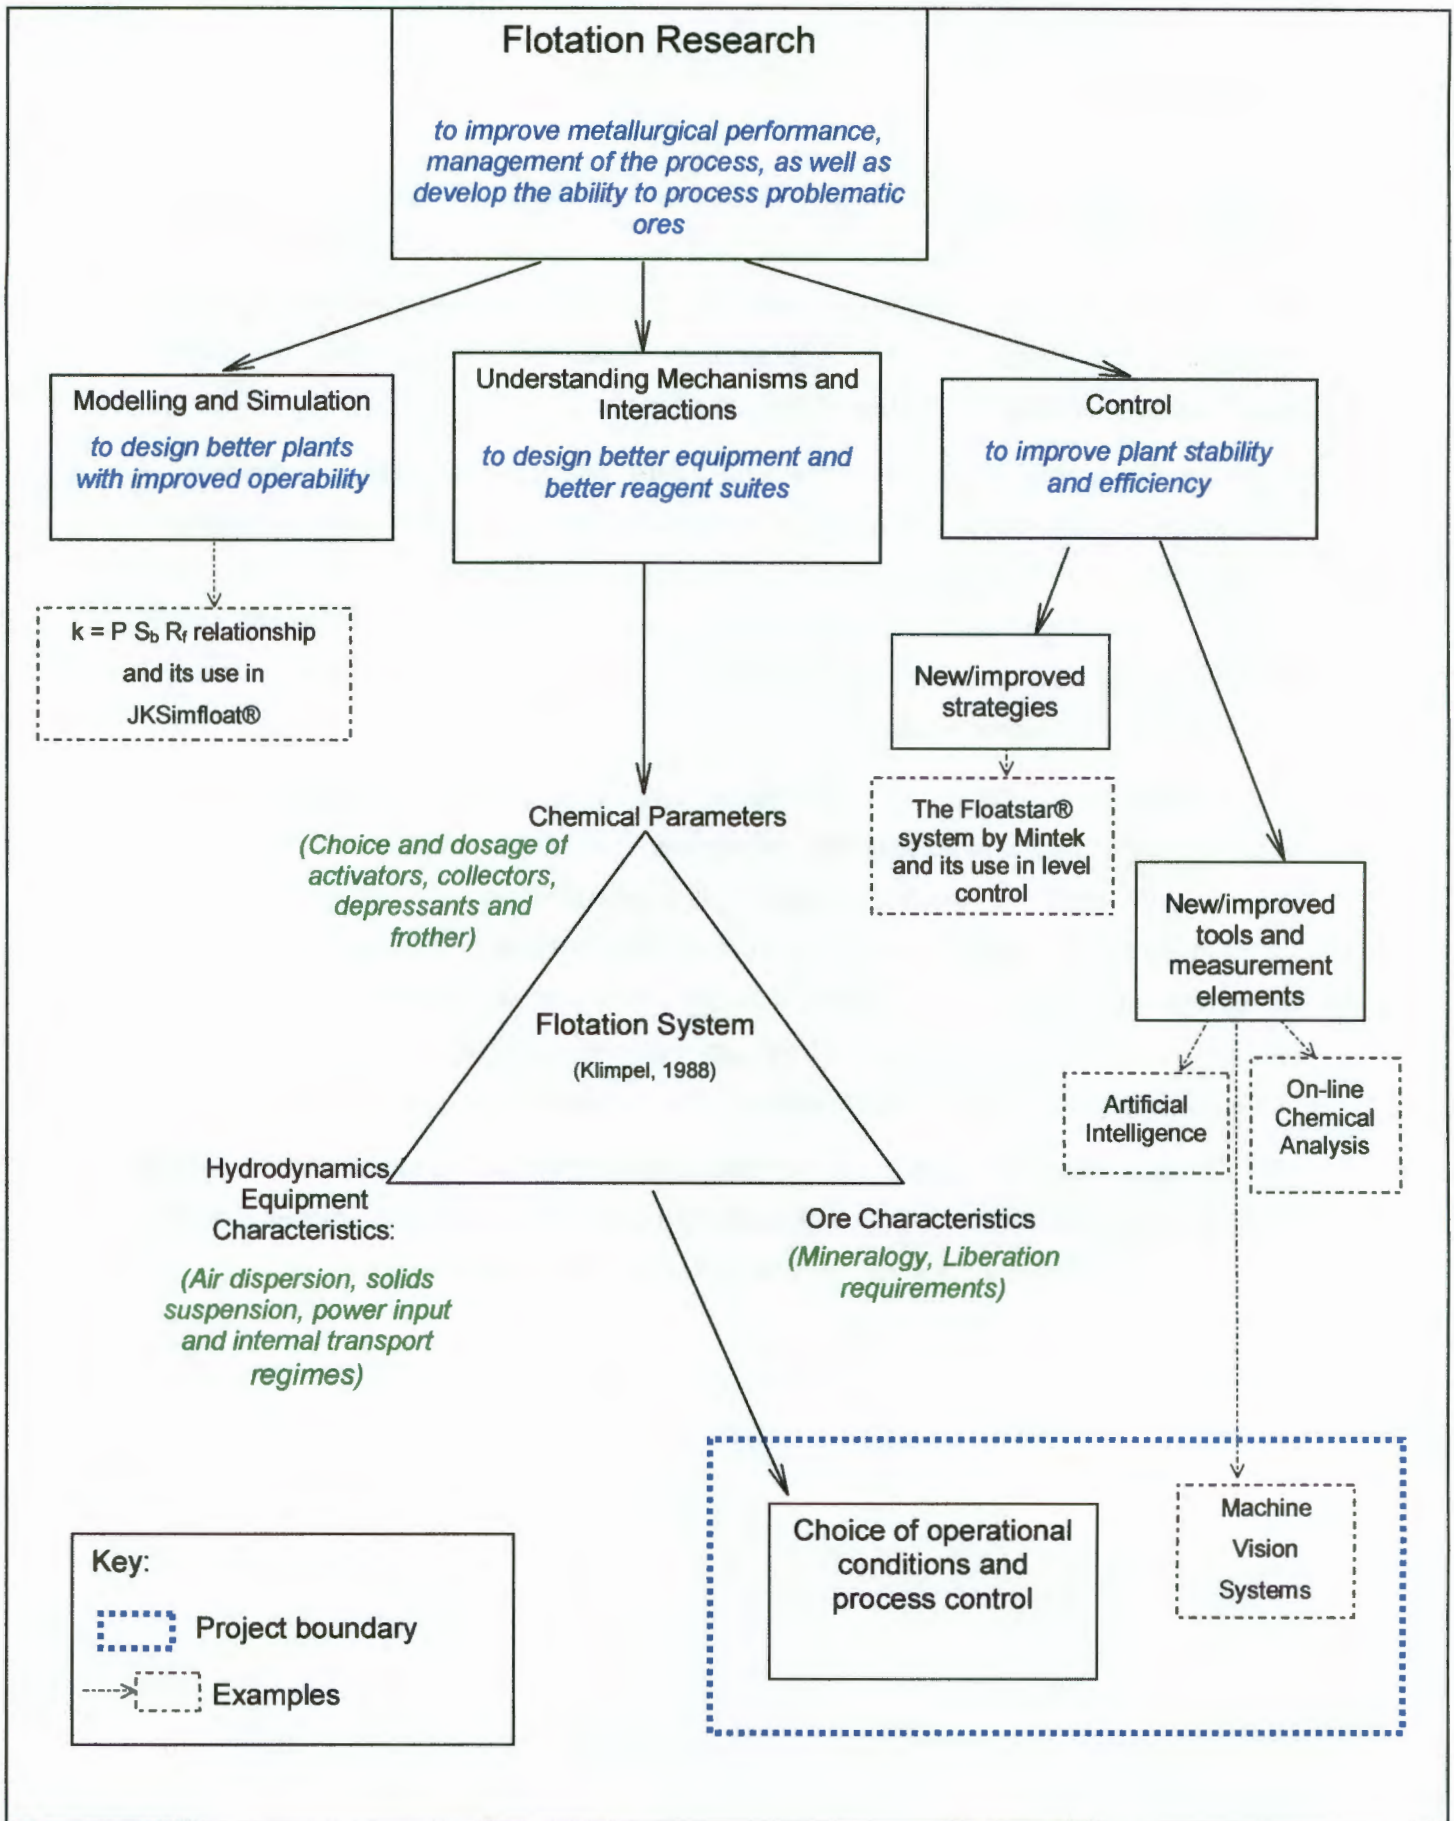 Flotation Research
to improve metallurgical performance,
management of the process, as well as
develop the ability to process problematic
ores
Modelling and Simulation
to design better plants
with improved operability
Understanding Mechanisms and
Interactions
to design better equipment and
better reagent suites
Control
to improve plant stability
and efficiency
k = P S_b R_f relationship
and its use in
JKSimfloat®
New/improved
strategies
The Floatstar®
system by Mintek
and its use in level
control
New/improved
tools and
measurement
elements
Artificial
Intelligence
On-line
Chemical
Analysis
Chemical Parameters
(Choice and dosage of
activators, collectors,
depressants and
frother)
Flotation System
(Klimpel, 1988)
Hydrodynamics
Equipment
Characteristics:
(Air dispersion, solids
suspension, power input
and internal transport
regimes)
Ore Characteristics
(Mineralogy, Liberation
requirements)
Choice of operational
conditions and
process control
Machine
Vision
Systems
Key:
Project boundary
Examples